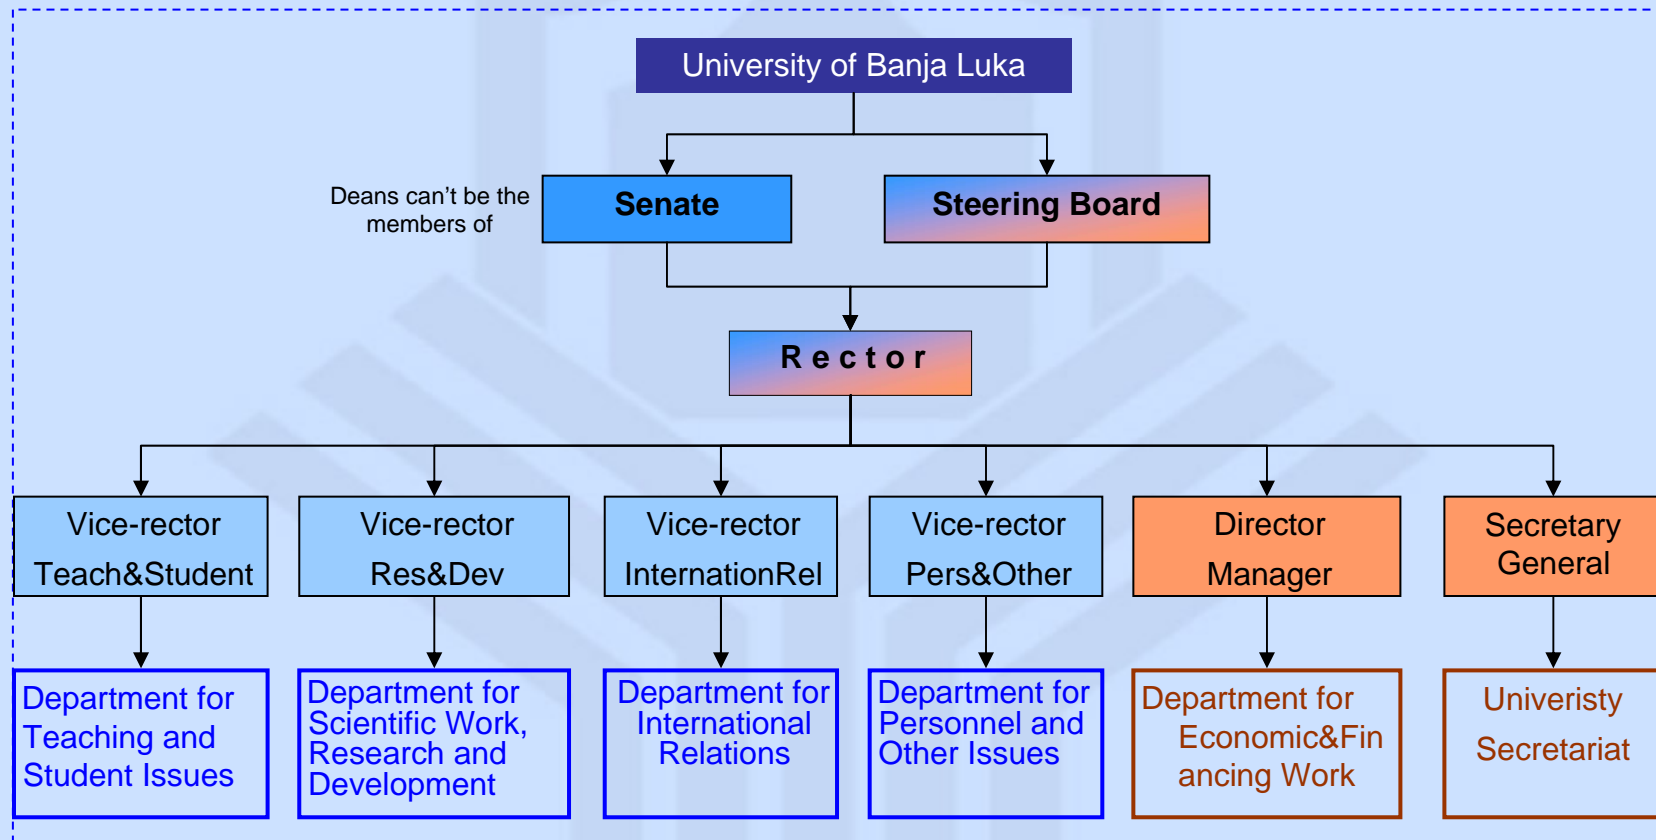 University of Banja Luka
Deans can't be the
members of
Senate
Steering Board
R e c t o r
Vice-rector
Teach&Student
Vice-rector
Res&Dev
Vice-rector
InternationRel
Vice-rector
Pers&Other
Director
Manager
Secretary
General
Department for
Teaching and
Student Issues
Department for
Scientific Work,
Research and
Development
Department for
International
Relations
Department for
Personnel and
Other Issues
Department for
Economic&Fin
ancing Work
Univeristy
Secretariat